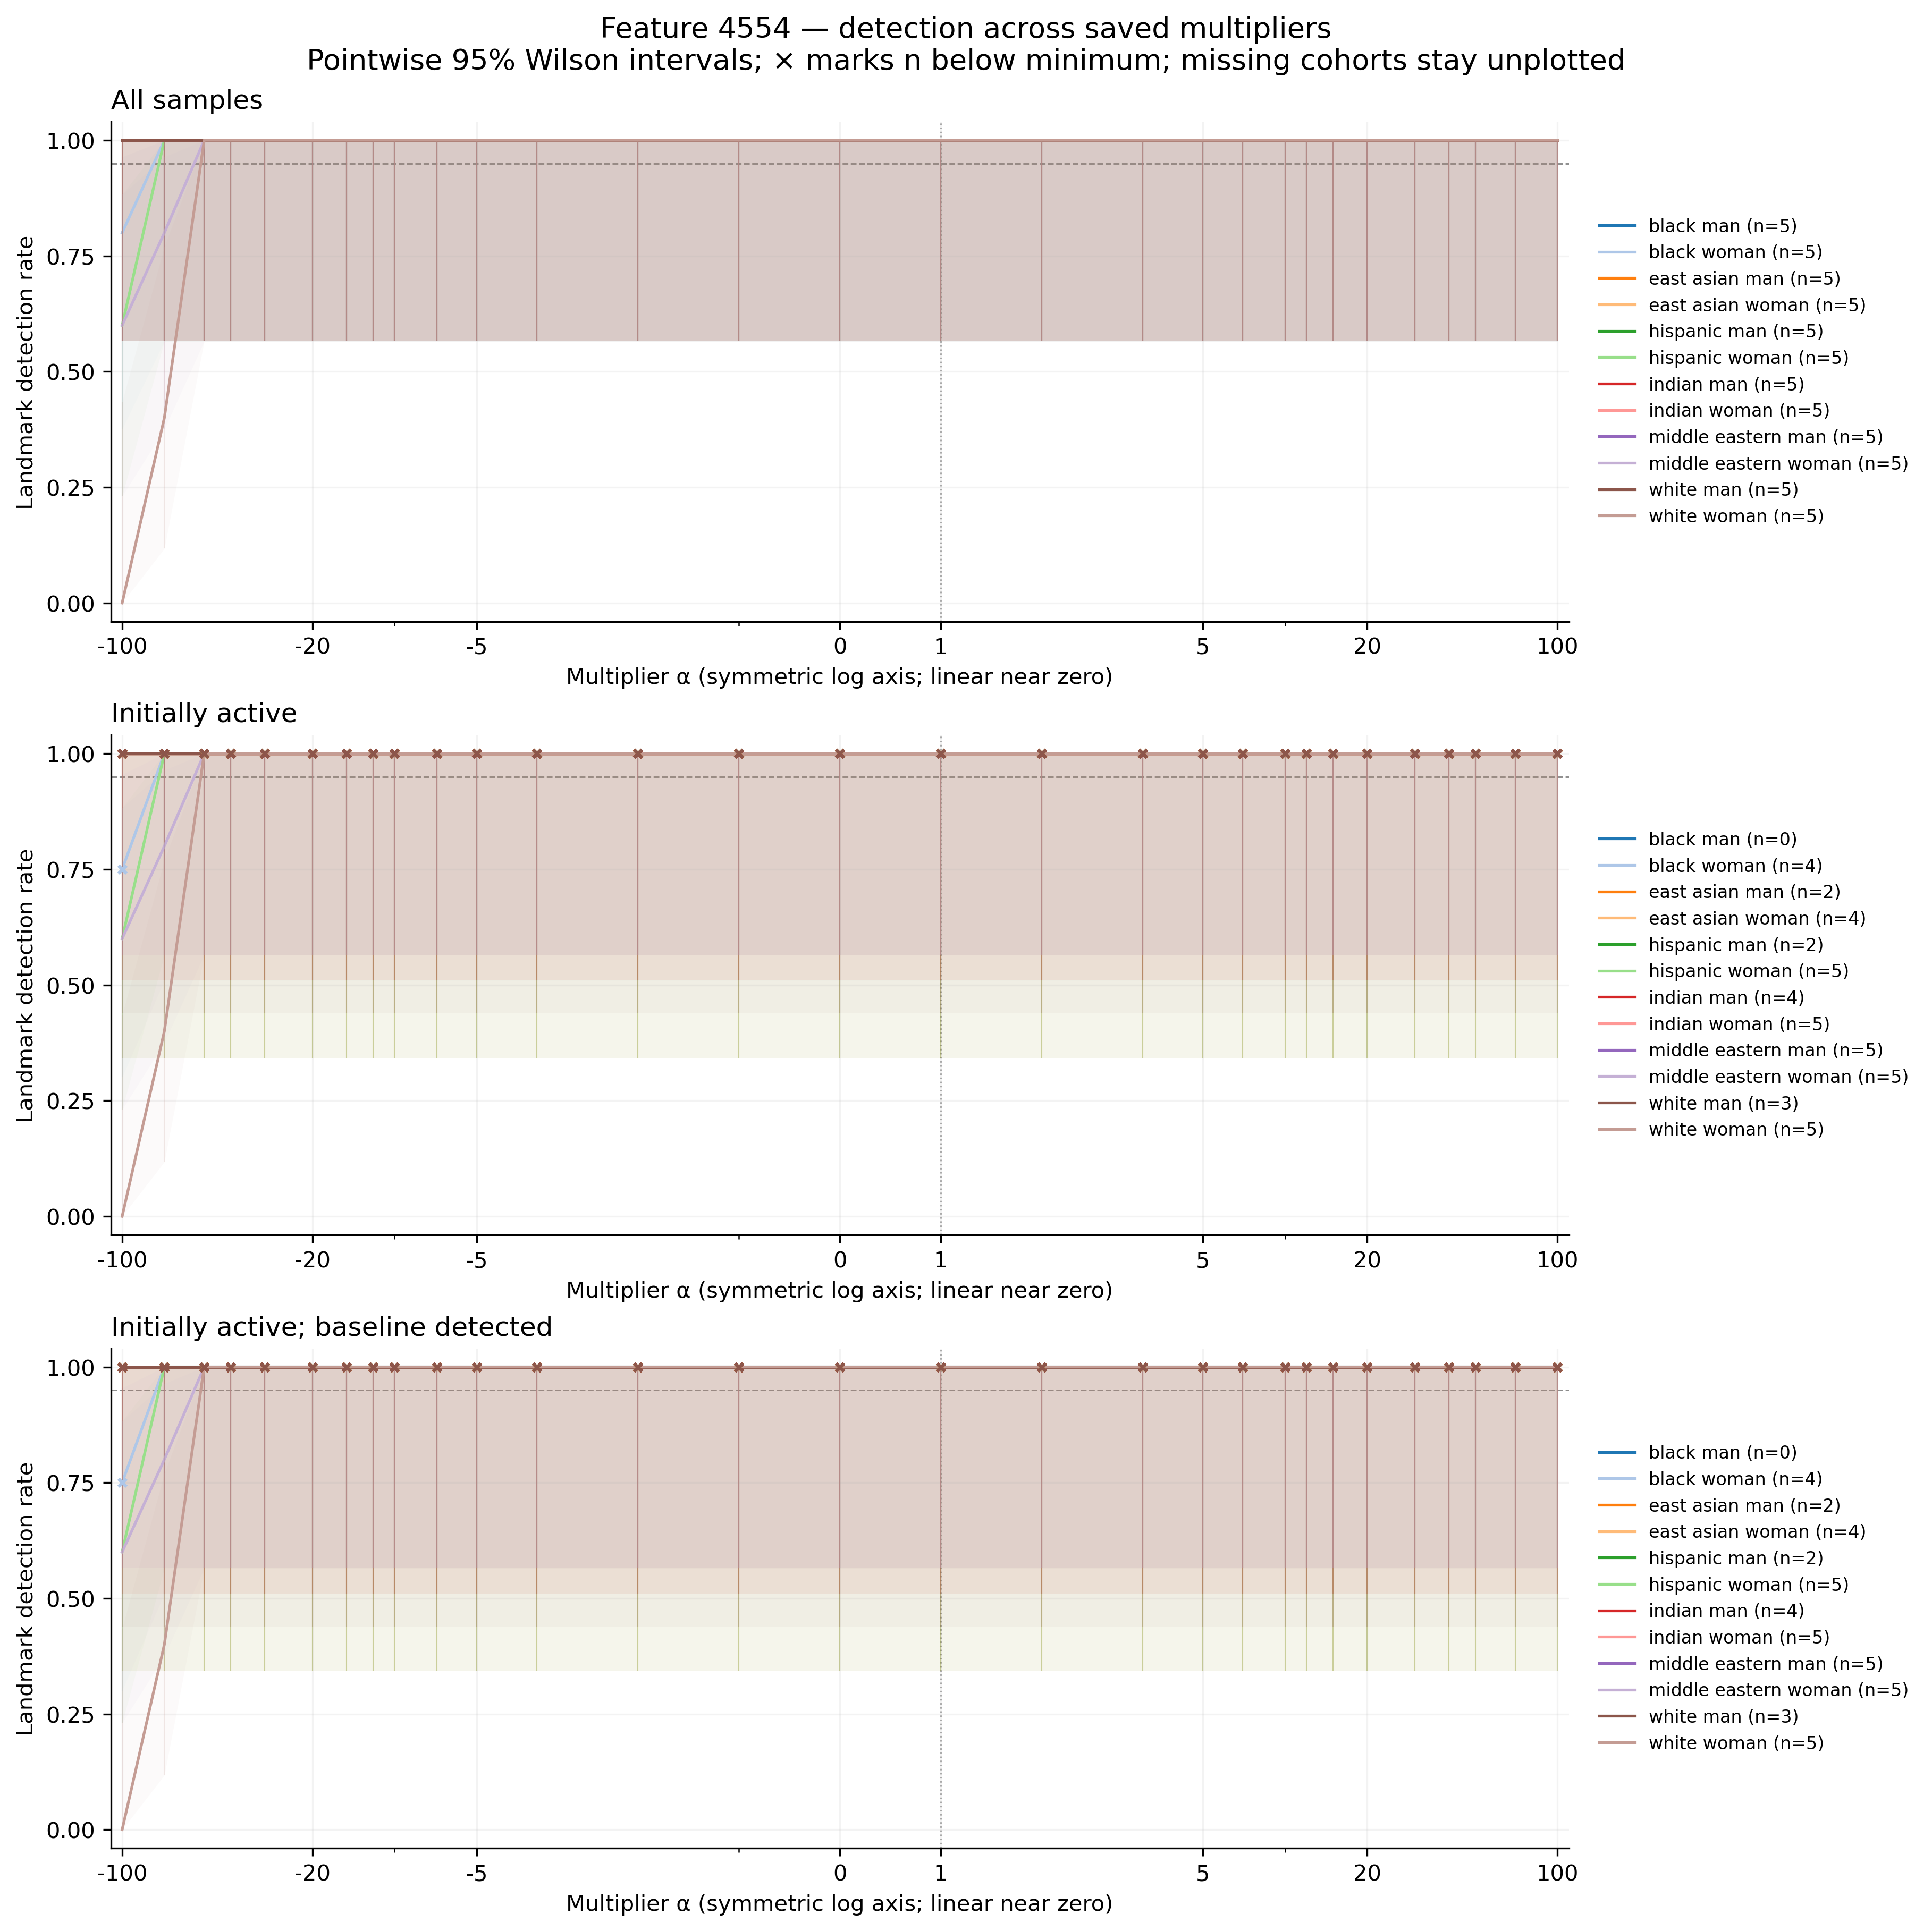 Feature 4554 — detection across saved multipliers
Pointwise 95% Wilson intervals; × marks n below minimum; missing cohorts stay unplotted
All samples
Landmark detection rate
1.00
0.75
0.50
0.25
0.00
-100
-20
-5
0
1
5
20
100
Multiplier α (symmetric log axis; linear near zero)
black man (n=5)
black woman (n=5)
east asian man (n=5)
east asian woman (n=5)
hispanic man (n=5)
hispanic woman (n=5)
indian man (n=5)
indian woman (n=5)
middle eastern man (n=5)
middle eastern woman (n=5)
white man (n=5)
white woman (n=5)
Initially active
Landmark detection rate
1.00
0.75
0.50
0.25
0.00
-100
-20
-5
0
1
5
20
100
Multiplier α (symmetric log axis; linear near zero)
black man (n=0)
black woman (n=4)
east asian man (n=2)
east asian woman (n=4)
hispanic man (n=2)
hispanic woman (n=5)
indian man (n=4)
indian woman (n=5)
middle eastern man (n=5)
middle eastern woman (n=5)
white man (n=3)
white woman (n=5)
Initially active; baseline detected
Landmark detection rate
1.00
0.75
0.50
0.25
0.00
-100
-20
-5
0
1
5
20
100
Multiplier α (symmetric log axis; linear near zero)
black man (n=0)
black woman (n=4)
east asian man (n=2)
east asian woman (n=4)
hispanic man (n=2)
hispanic woman (n=5)
indian man (n=4)
indian woman (n=5)
middle eastern man (n=5)
middle eastern woman (n=5)
white man (n=3)
white woman (n=5)